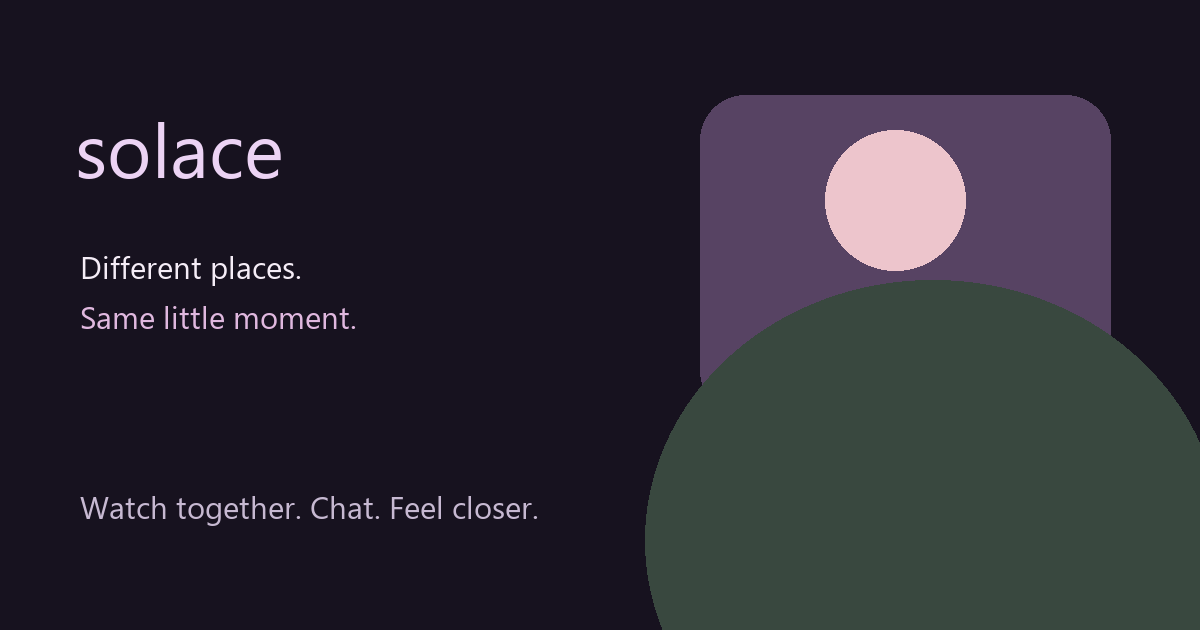 solace
Different places.
Same little moment.
Watch together. Chat. Feel closer.